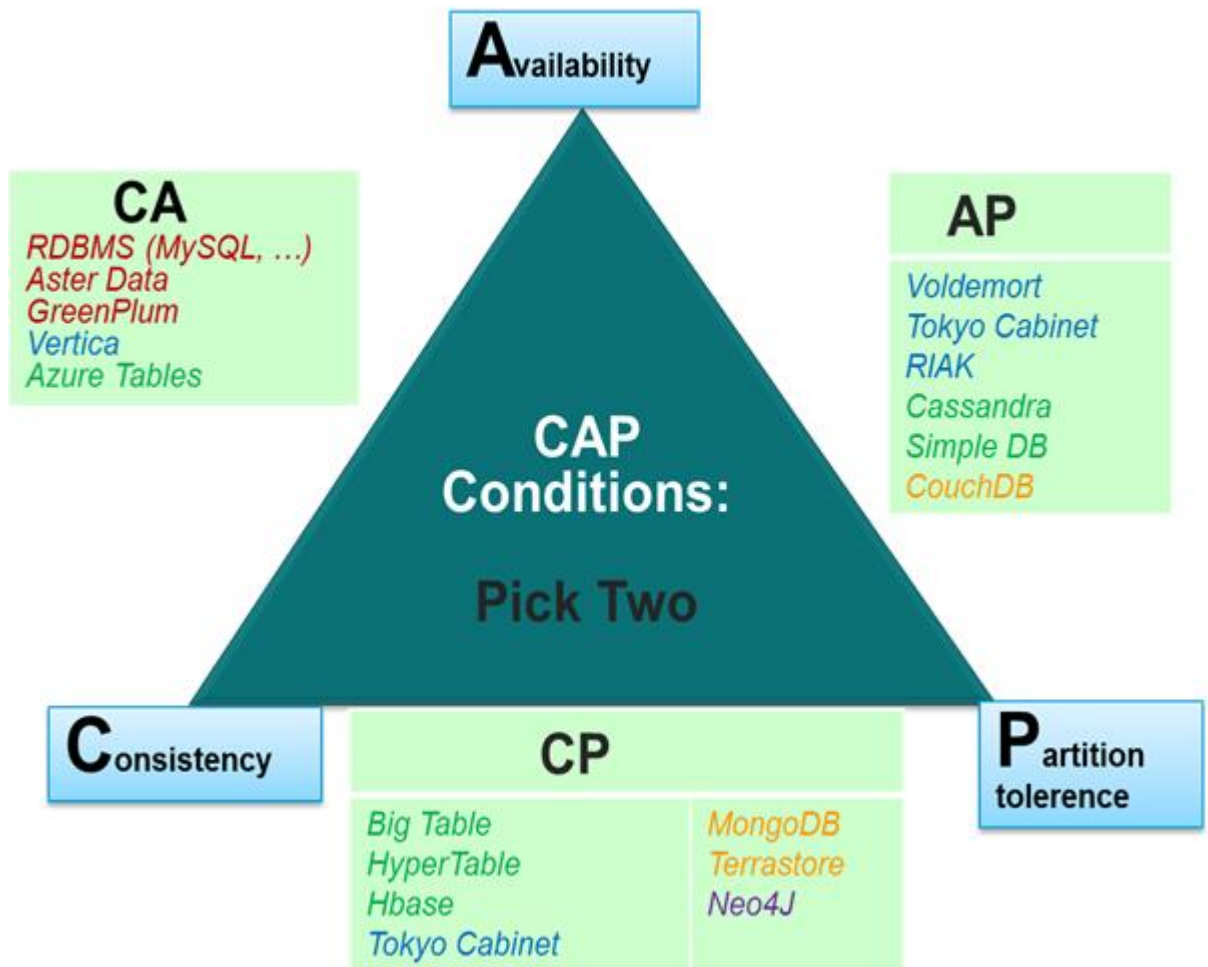 Availability
CA
RDBMS (MySQL, ...)
Aster Data
GreenPlum
Vertica
Azure Tables
AP
Voldemort
Tokyo Cabinet
RIAK
Cassandra
Simple DB
CouchDB
CAP
Conditions:
Pick Two
Consistency
Partition
tolerence
CP
Big Table
HyperTable
Hbase
Tokyo Cabinet
MongoDB
Terrastore
Neo4J